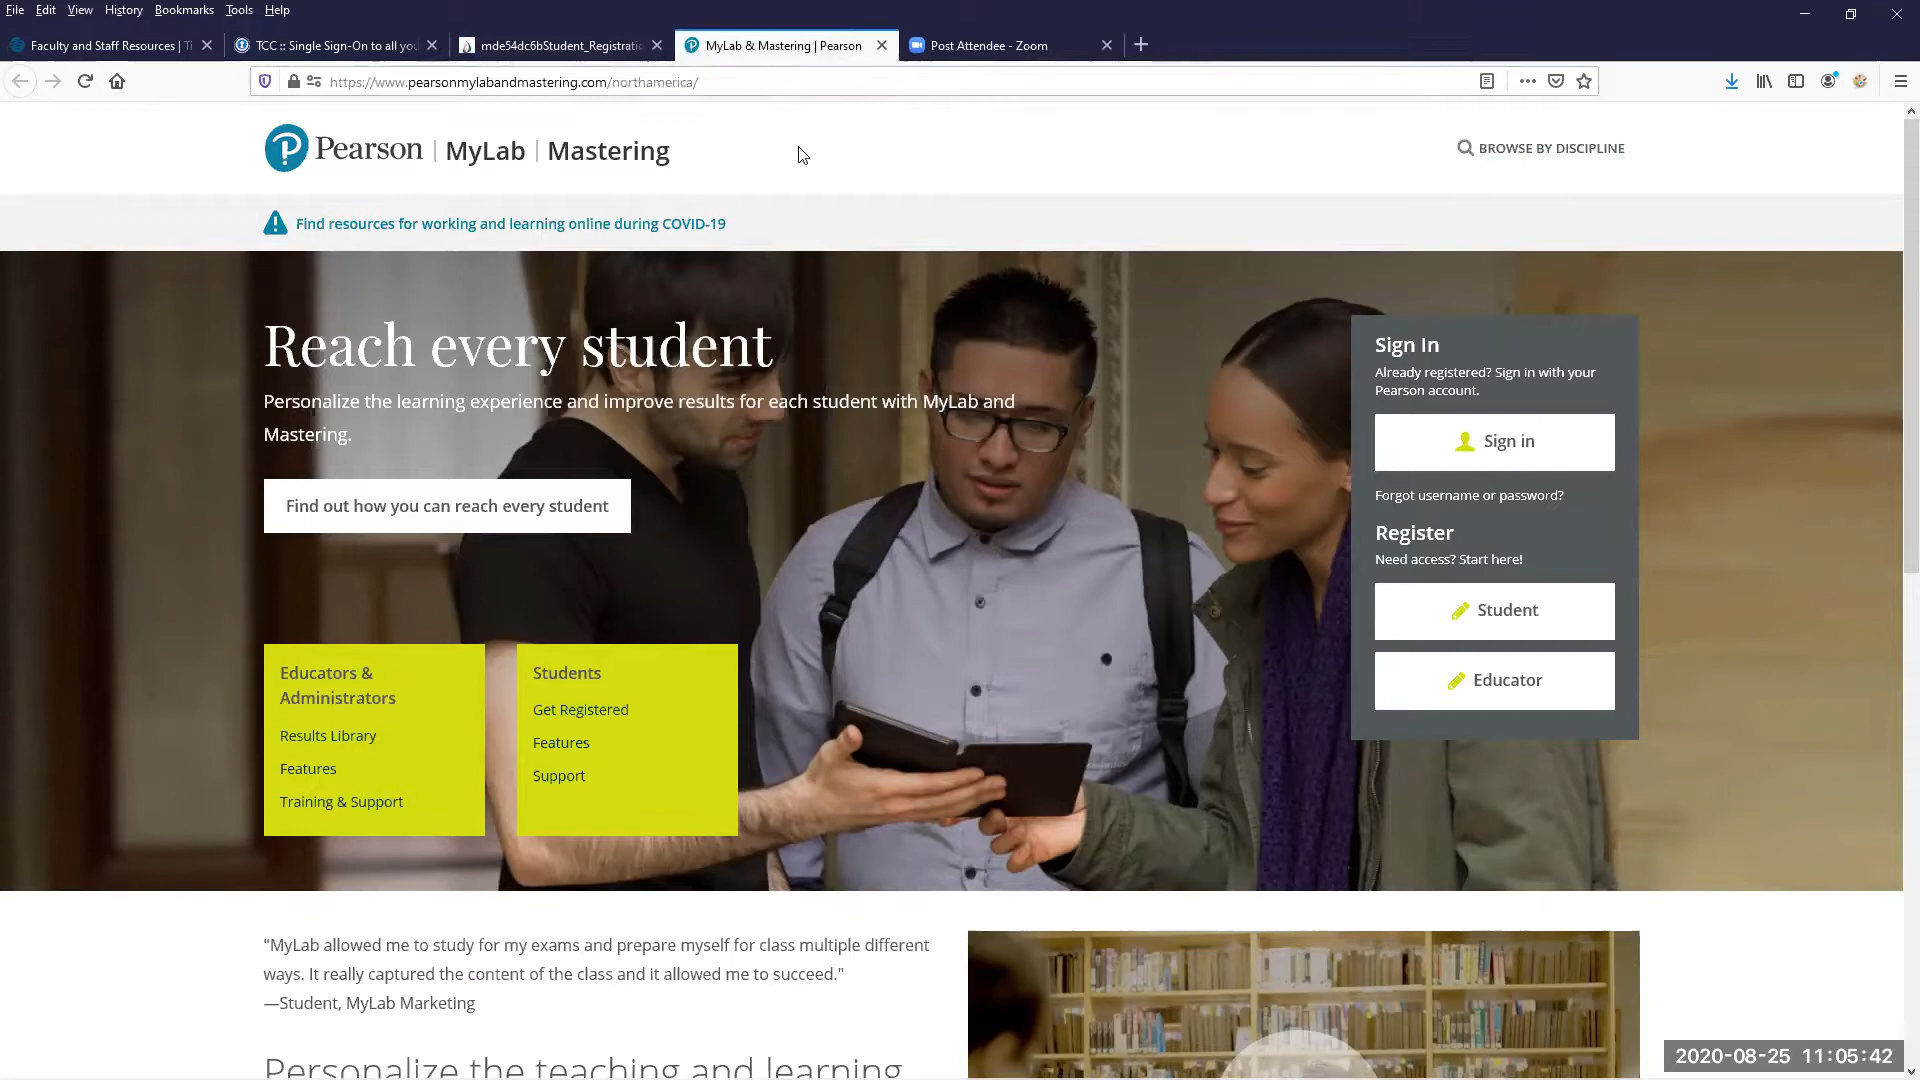 File Edit View History Bookmarks Tools Help
Faculty and Staff Resources | Ti
TCC :: Single Sign-On to all you
mde54dc6bStudent_Registratio
MyLab & Mastering | Pearson
Post Attendee - Zoom
https://www.pearsonmylabandmastering.com/northamerica/
Pearson | MyLab | Mastering
BROWSE BY DISCIPLINE
Find resources for working and learning online during COVID-19
Reach every student
Personalize the learning experience and improve results for each student with MyLab and
Mastering.
Find out how you can reach every student
Sign In
Already registered? Sign in with your
Pearson account.
Sign in
Forgot username or password?
Register
Need access? Start here!
Student
Educator
Educators &
Administrators
Results Library
Features
Training & Support
Students
Get Registered
Features
Support
"MyLab allowed me to study for my exams and prepare myself for class multiple different
ways. It really captured the content of the class and it allowed me to succeed."
—Student, MyLab Marketing
Personalize the teaching and learning
2020-08-25 11:05:42